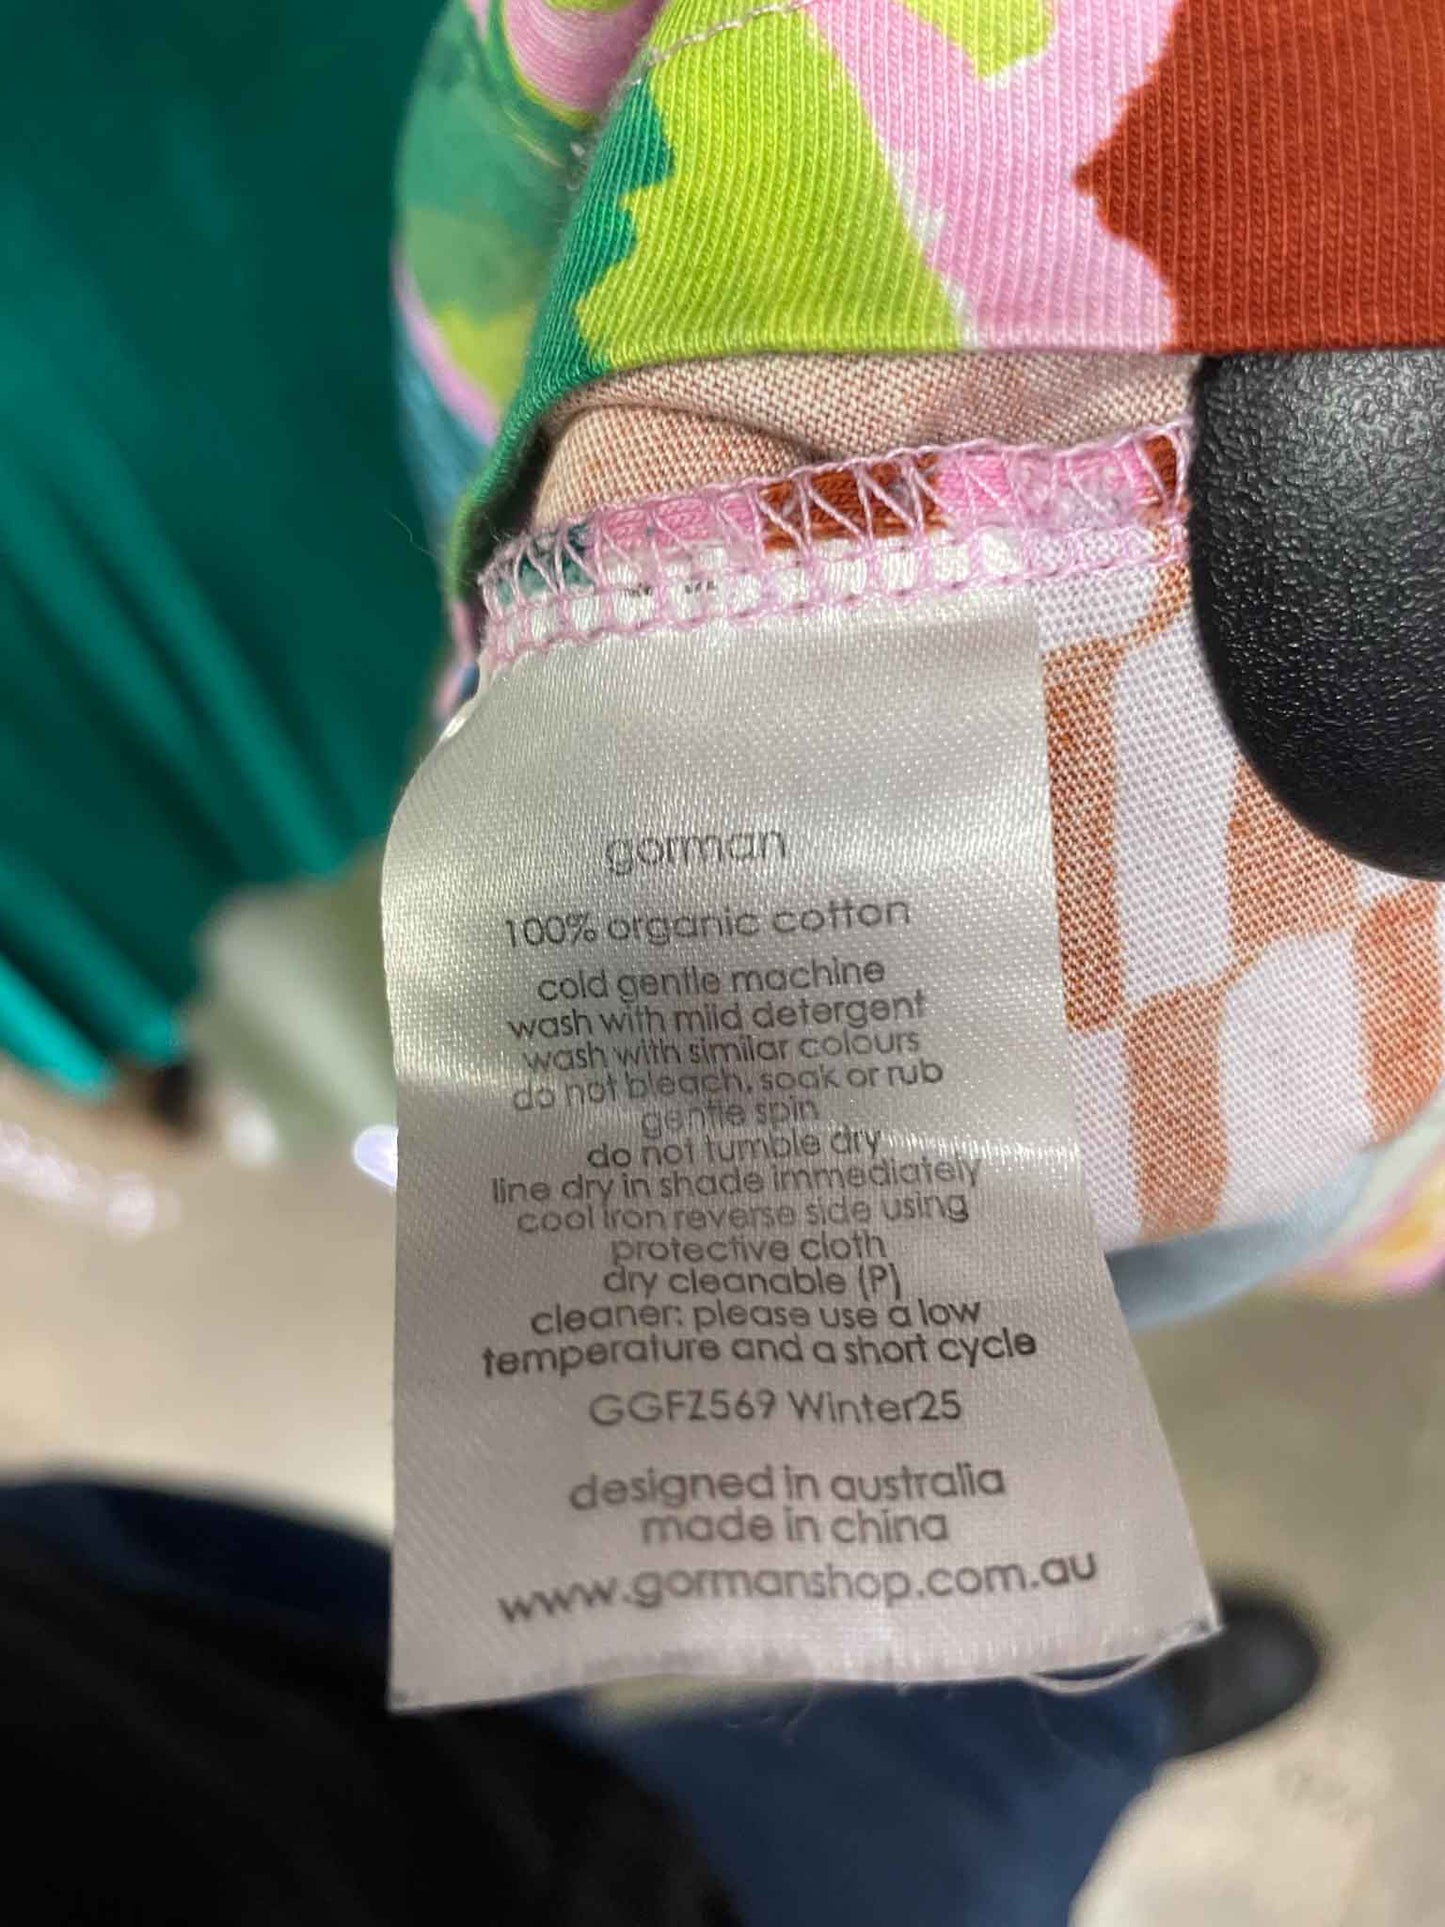 gorman
100% organic cotton
cold gentle machine
wash with mild detergent
wash with similar colours
do not bleach, soak or rub
gentle spin
do not tumble dry
line dry in shade immediately
cool iron reverse side using
protective cloth
dry cleanable (P)
cleaner: please use a low
temperature and a short cycle
GGFZ569 Winter25
designed in australia
made in china
www.gormanshop.com.au